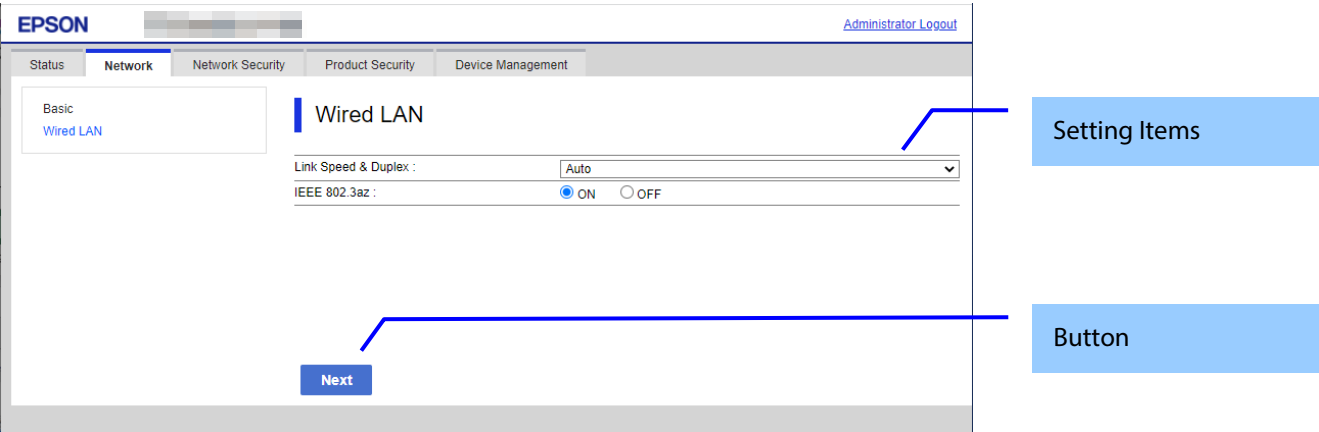 EPSON
Administrator Logout
Status Network Network Security Product Security Device Management
Basic
Wired LAN
Wired LAN
Link Speed & Duplex : Auto
IEEE 802.3az : ON OFF
Next
Setting Items
Button